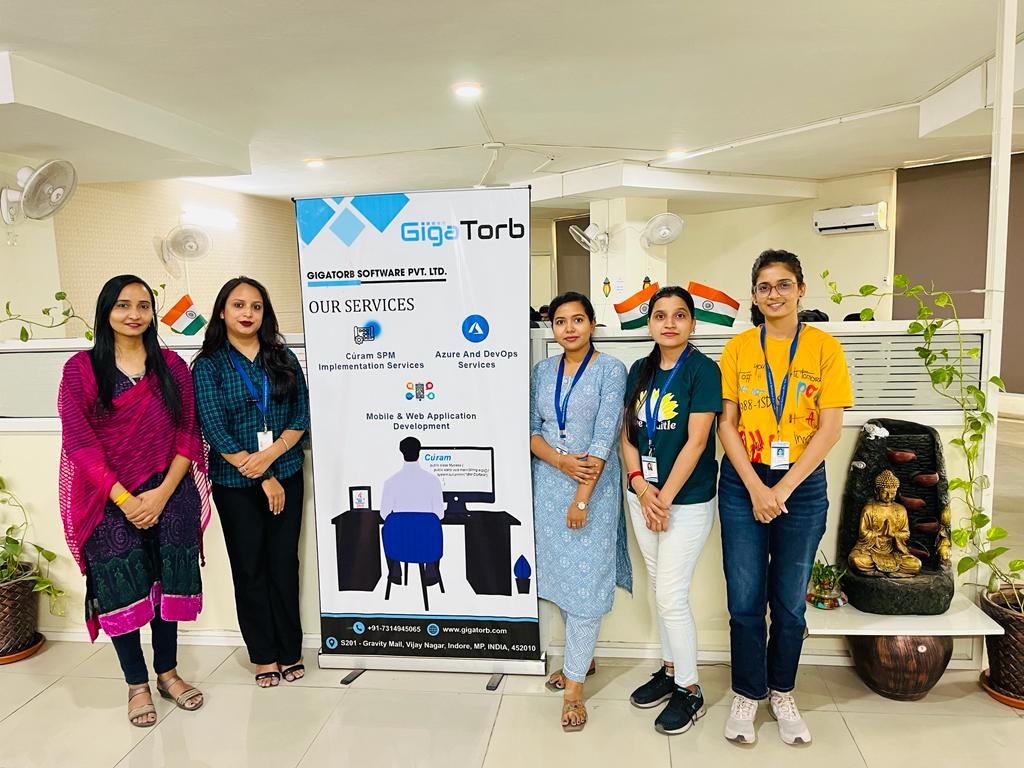 GigaTorb
GIGATORB SOFTWARE PVT. LTD.
OUR SERVICES
Cúram SPM
Implementation Services
Azure And DevOps
Services
Mobile & Web Application
Development
Cúram
+91-7314945065 www.gigatorb.com
S201 - Gravity Mall, Vijay Nagar, Indore, MP, INDIA, 452010